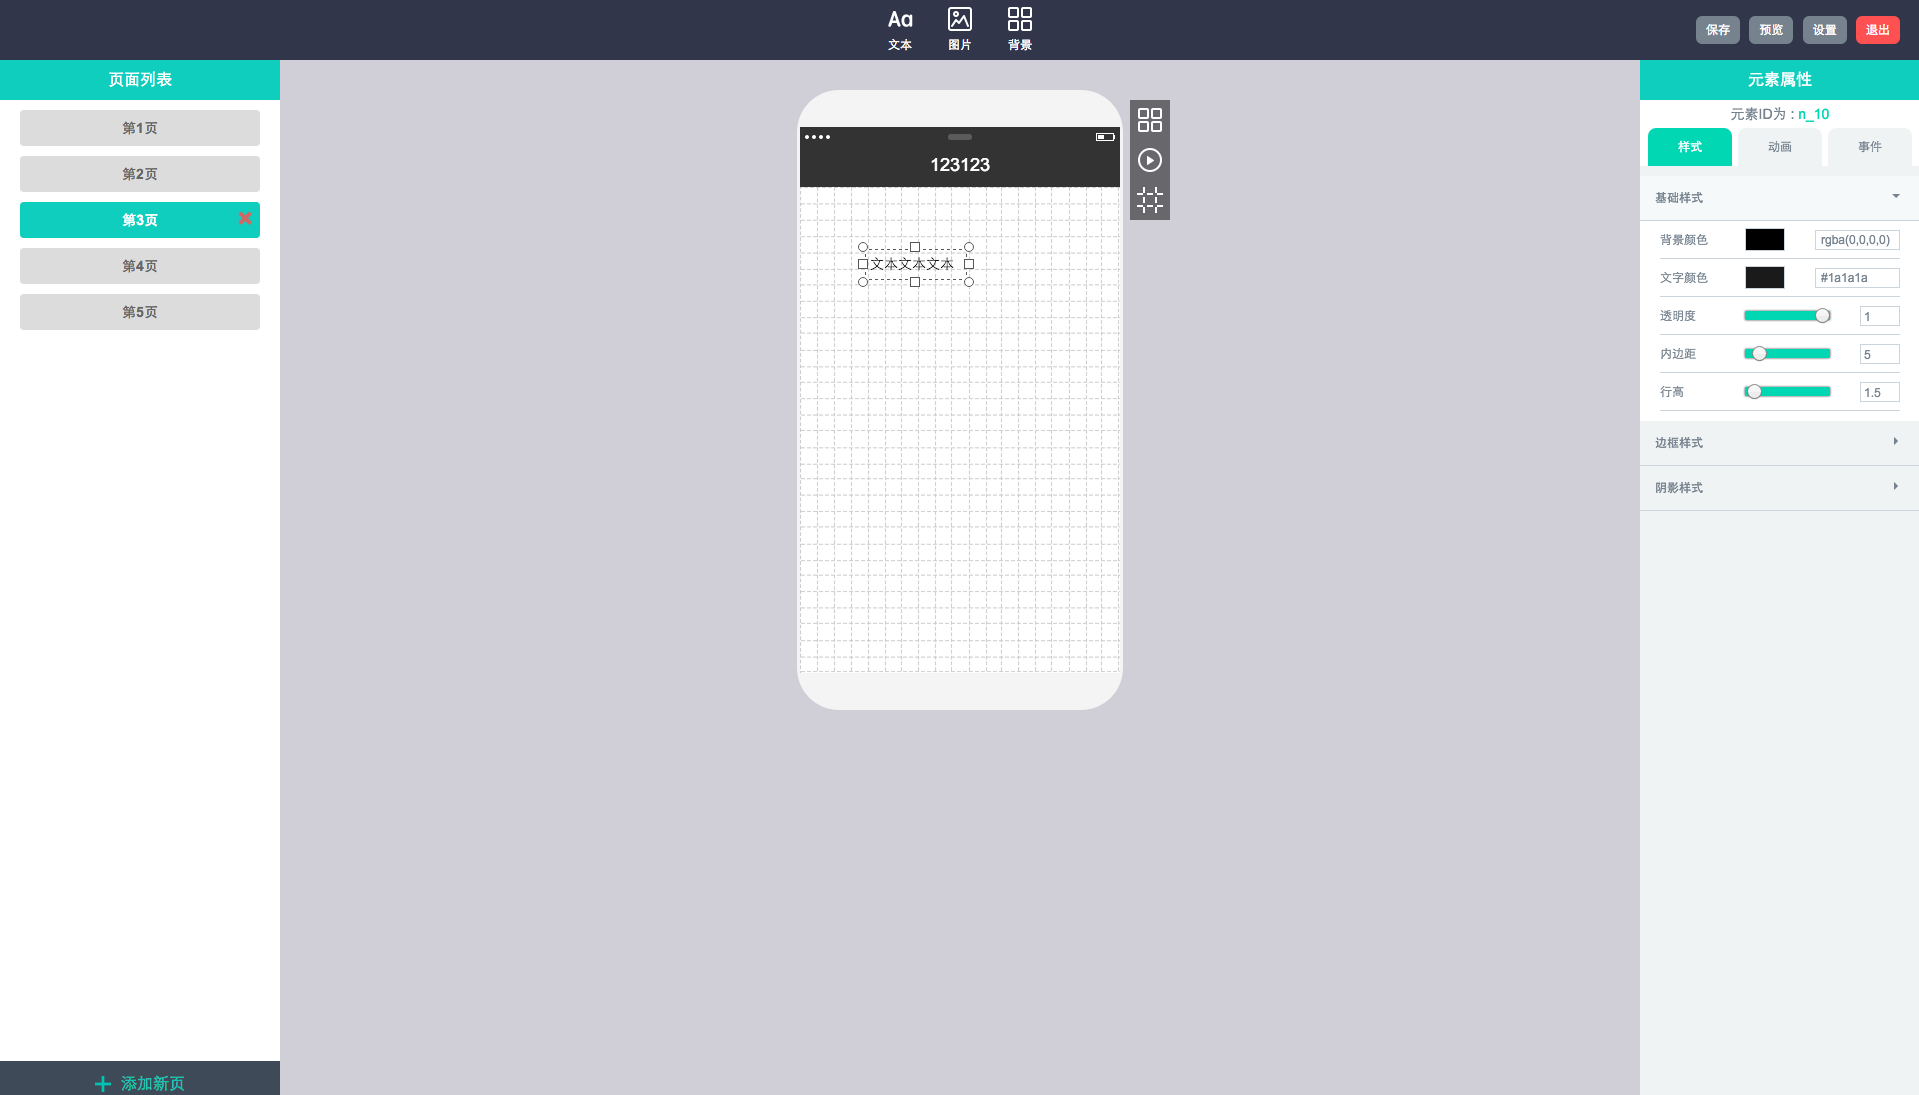 Aa
文本
图片
背景
保存
预览
设置
退出
页面列表
第1页
第2页
第3页
第4页
第5页
添加新页
123123
文本文本文本
元素属性
元素ID为 : n_10
样式
动画
事件
基础样式
背景颜色
rgba(0,0,0,0)
文字颜色
#1a1a1a
透明度
1
内边距
5
行高
1.5
边框样式
阴影样式